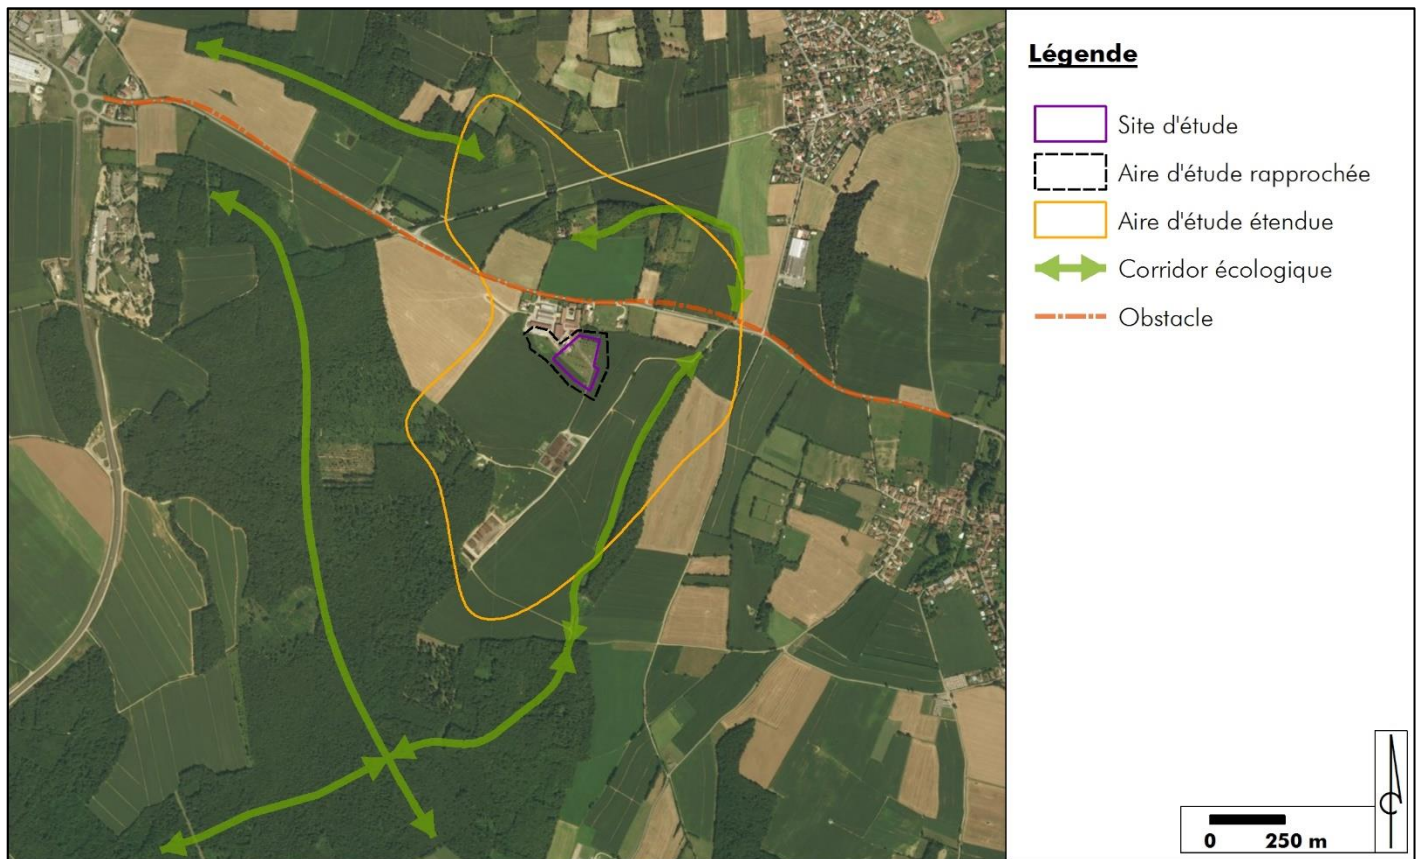 Légende
Site d'étude
Aire d'étude rapprochée
Aire d'étude étendue
Corridor écologique
Obstacle
0 250 m